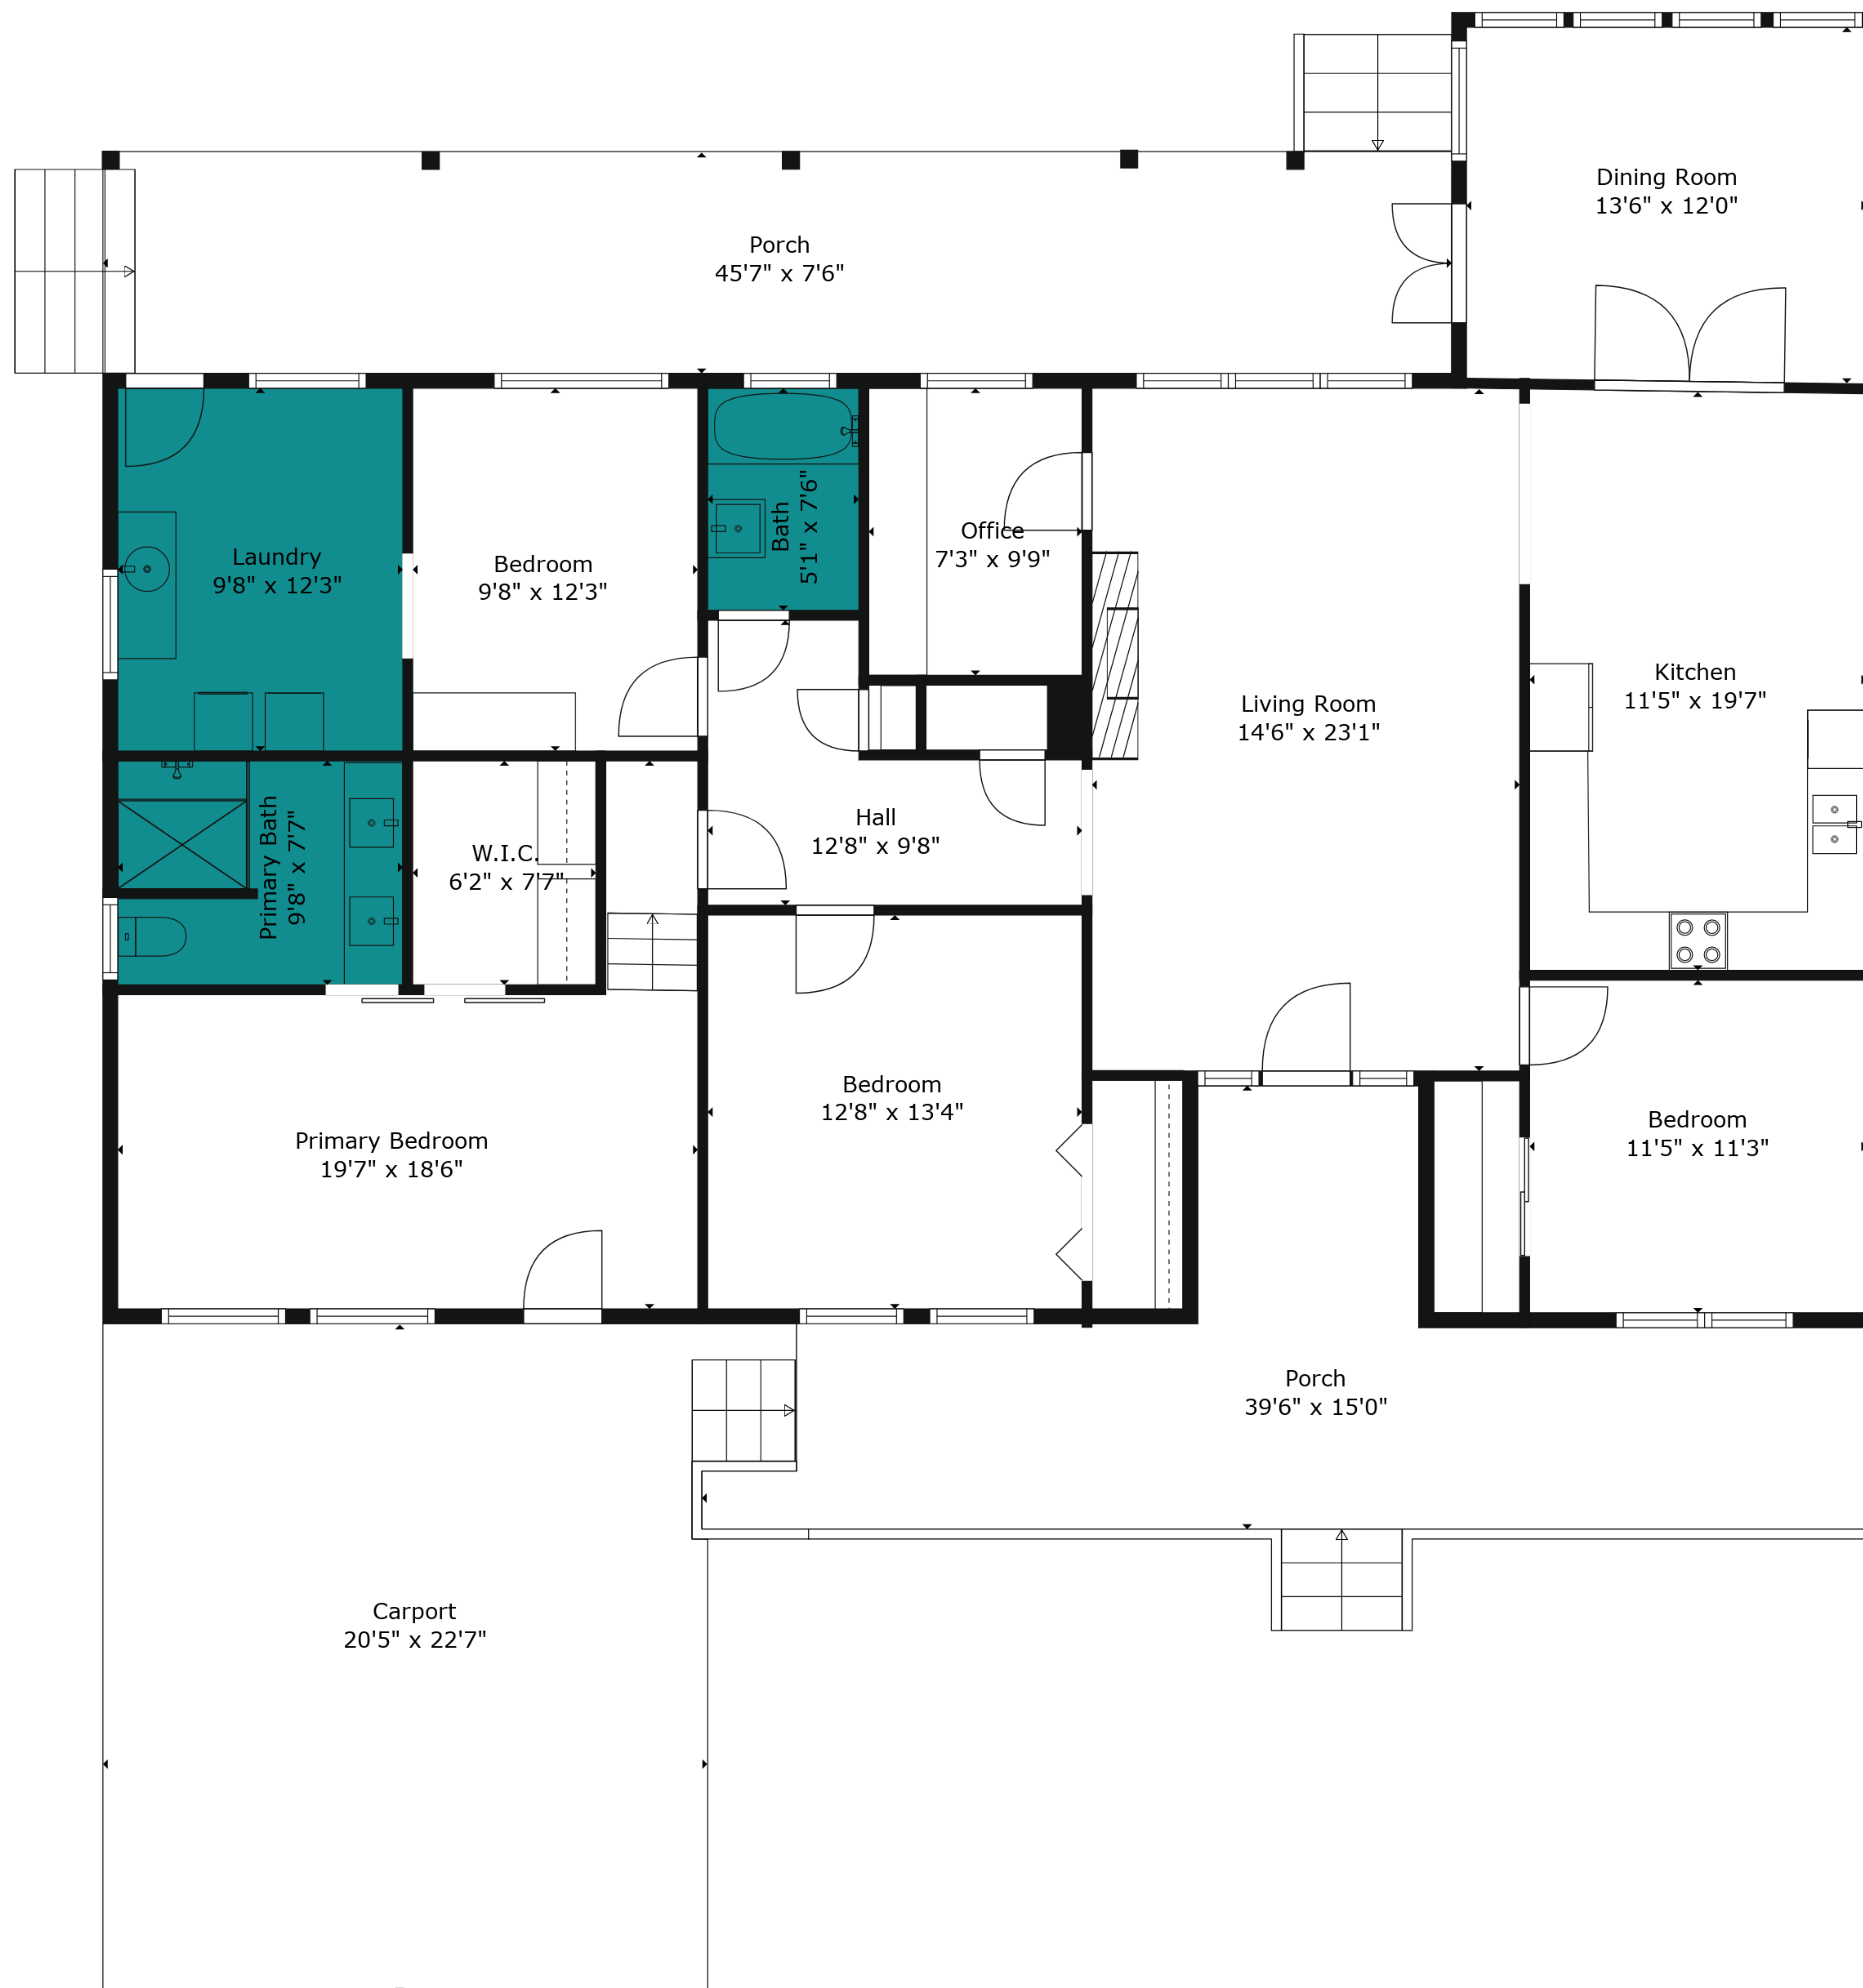 Dining Room
13'6" x 12'0"
Porch
45'7" x 7'6"
Laundry
9'8" x 12'3"
Bedroom
9'8" x 12'3"
Bath
5'1" x 7'6"
Office
7'3" x 9'9"
Living Room
14'6" x 23'1"
Kitchen
11'5" x 19'7"
Primary Bath
9'8" x 7'7"
W.I.C.
6'2" x 7'7"
Hall
12'8" x 9'8"
Primary Bedroom
19'7" x 18'6"
Bedroom
12'8" x 13'4"
Bedroom
11'5" x 11'3"
Porch
39'6" x 15'0"
Carport
20'5" x 22'7"